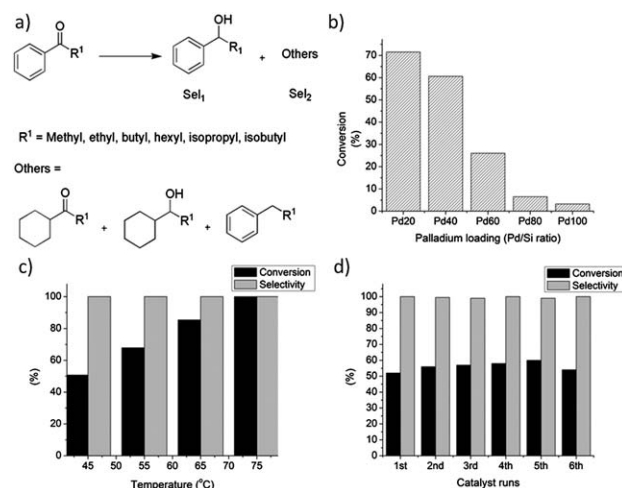 a)
O
R1
OH
R1
+
Others
Sel1
Sel2
R1 = Methyl, ethyl, butyl, hexyl, isopropyl, isobutyl
Others =
O
R1
+
OH
R1
+
R1
b)
Conversion
(%)
70
60
50
40
30
20
10
0
Pd20 Pd40 Pd60 Pd80 Pd100
Palladium loading (Pd/Si ratio)
c)
Conversion
Selectivity
(%)
100
80
60
40
20
0
45 50 55 60 65 70 75
Temperature (°C)
d)
Conversion
Selectivity
(%)
100
90
80
70
60
50
40
30
20
10
0
1st 2nd 3rd 4th 5th 6th
Catalyst runs